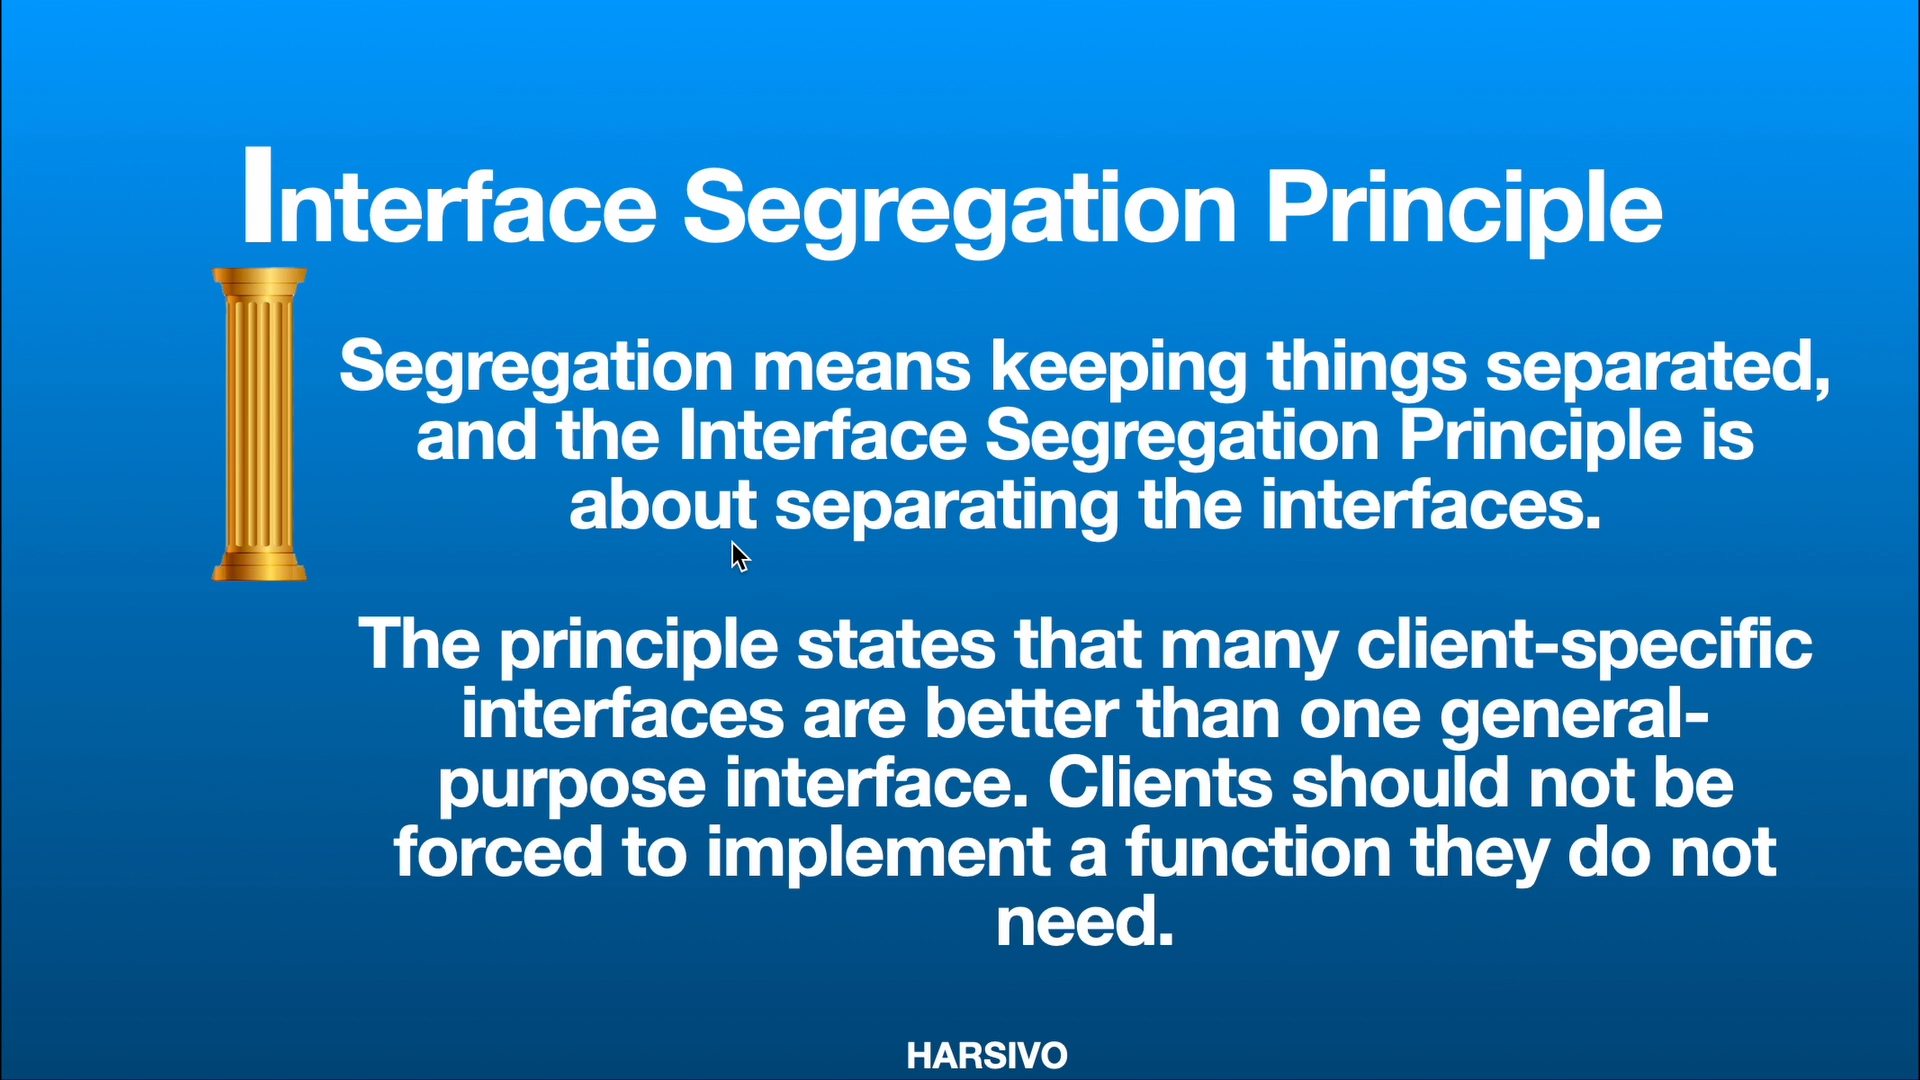 Interface Segregation Principle
Segregation means keeping things separated,
and the Interface Segregation Principle is
about separating the interfaces.
The principle states that many client-specific
interfaces are better than one general-
purpose interface. Clients should not be
forced to implement a function they do not
need.
HARSIVO